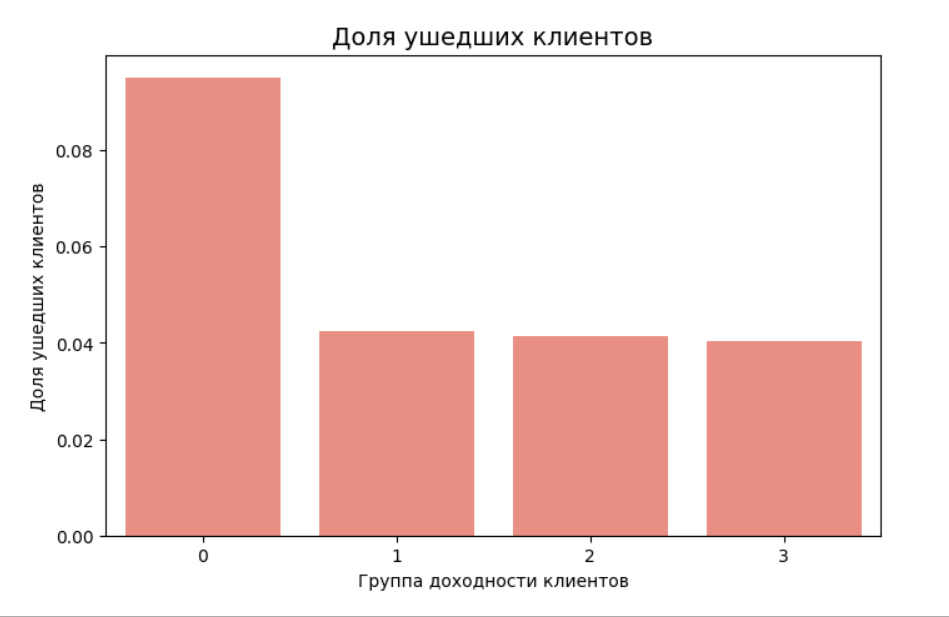 Доля ушедших клиентов
Доля ушедших клиентов
0.08
0.06
0.04
0.02
0.00
0 1 2 3
Группа доходности клиентов